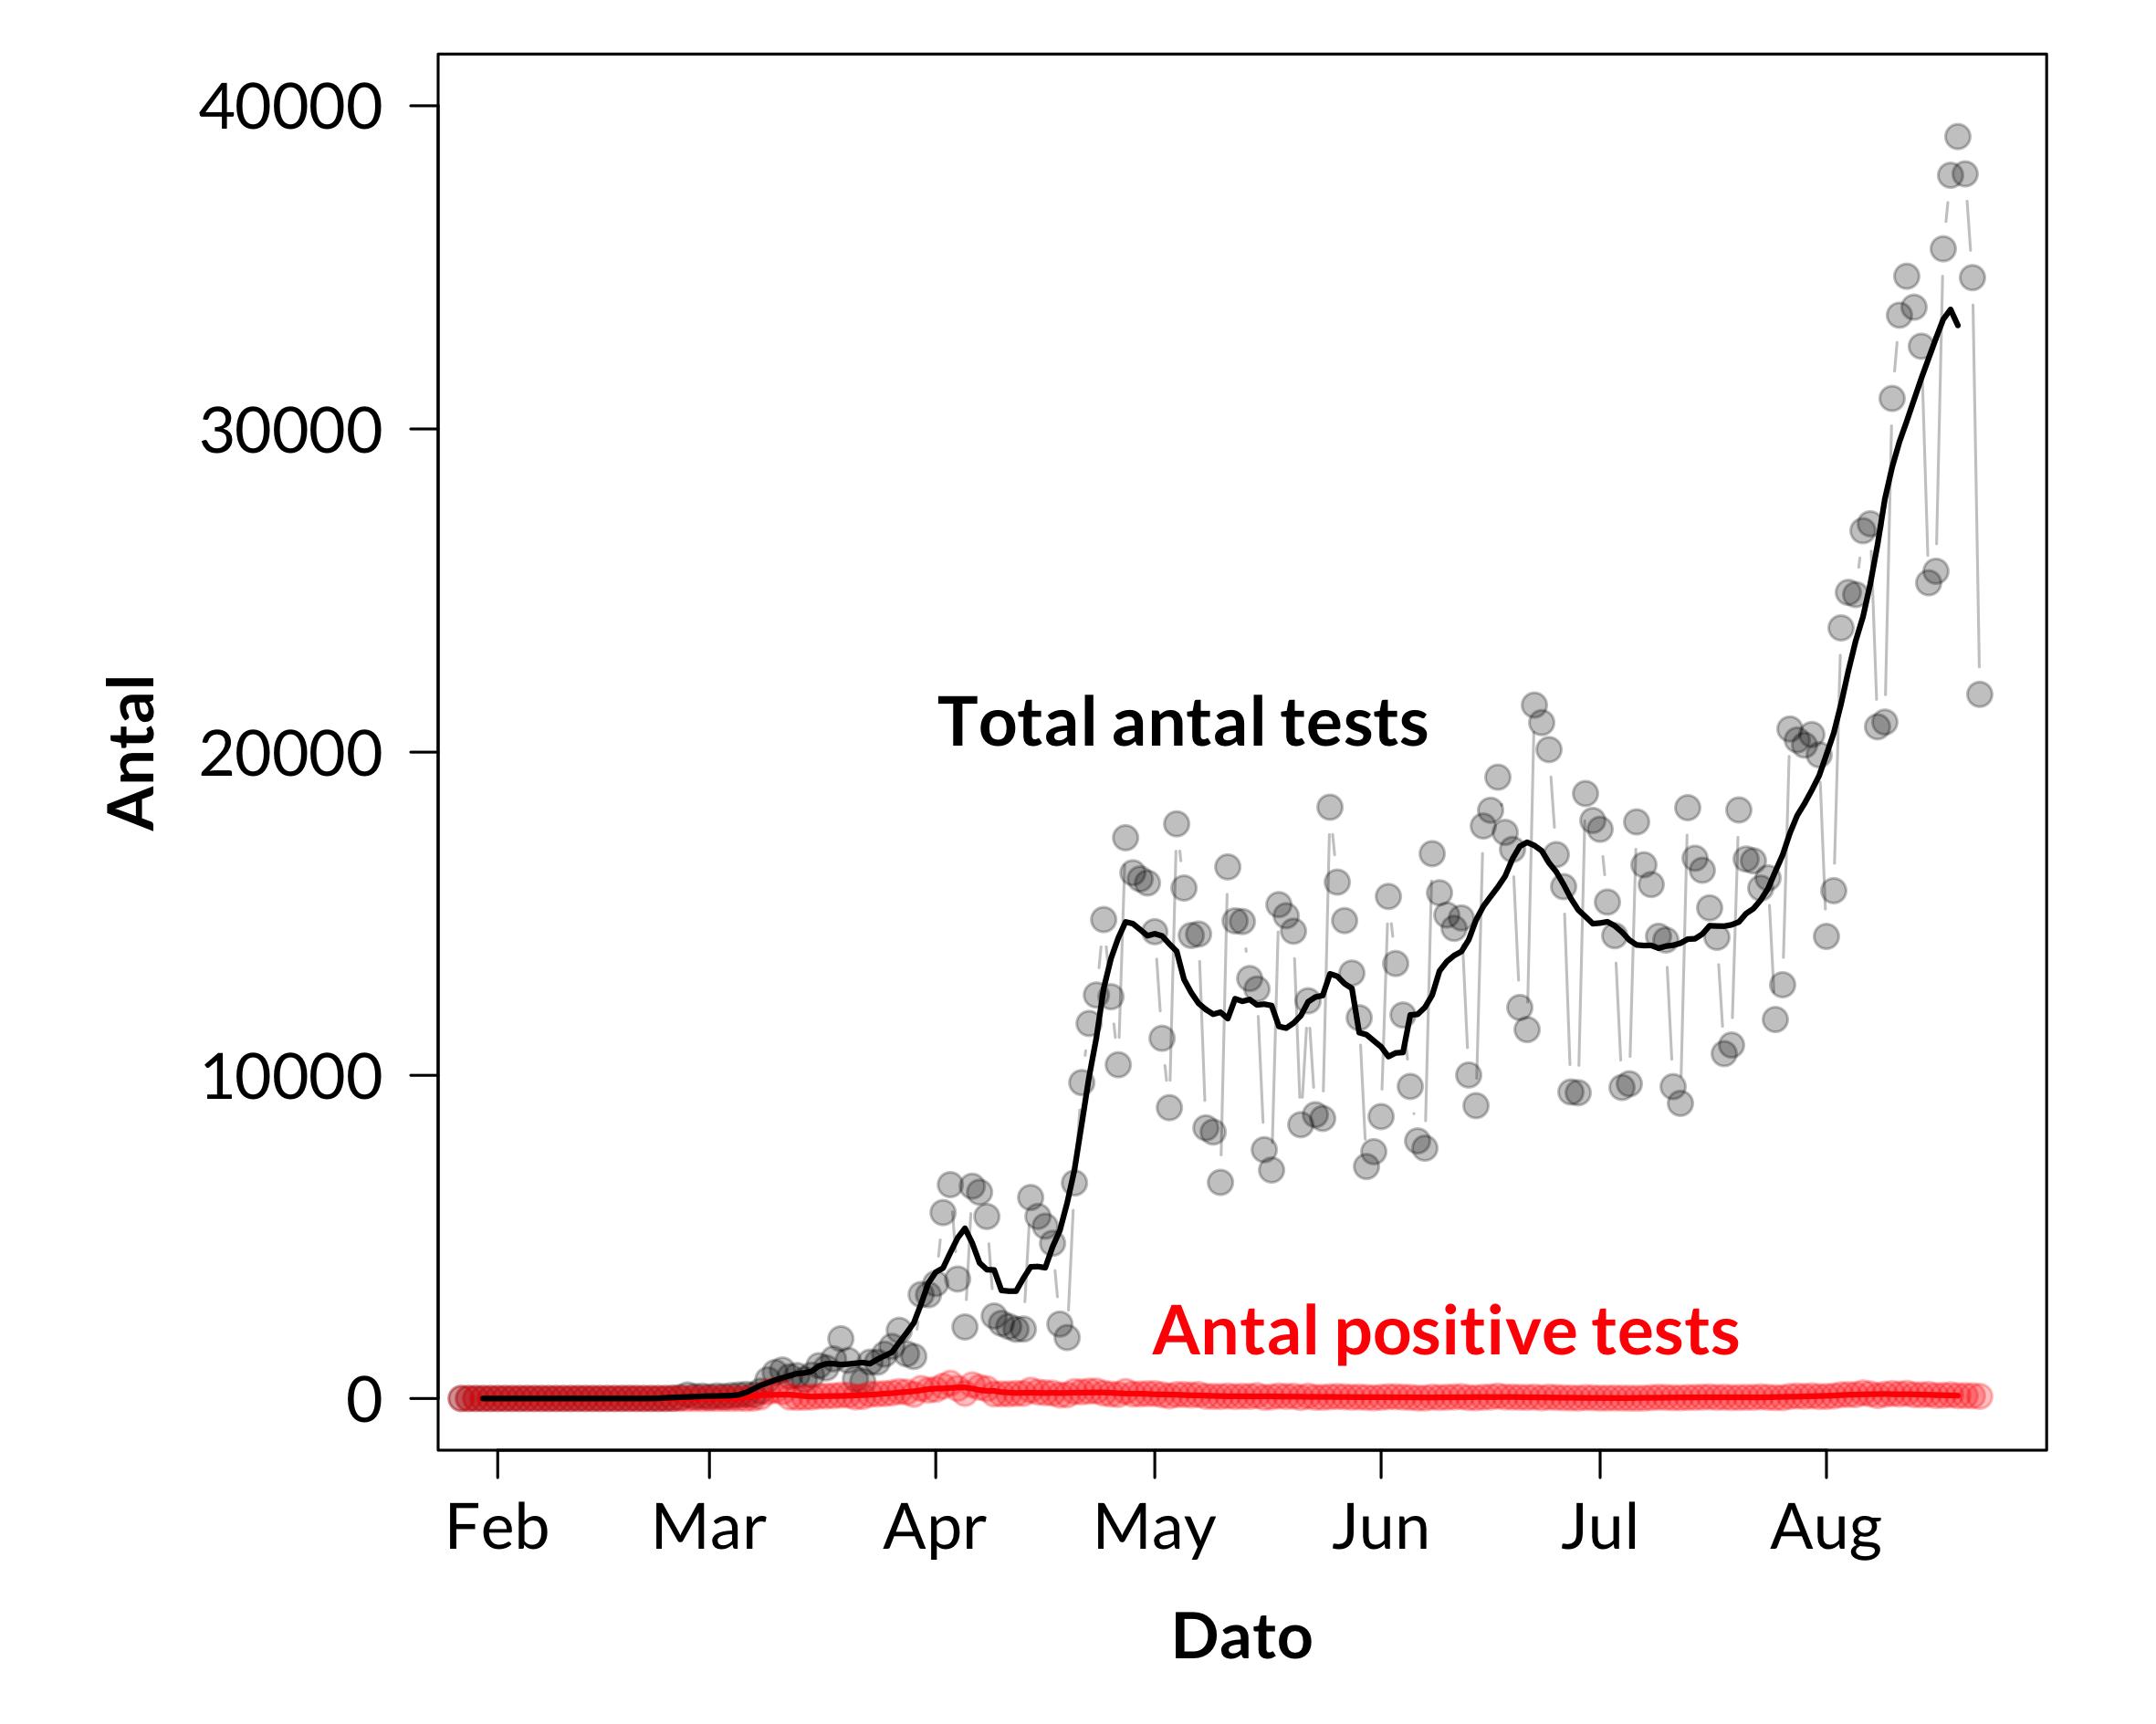 40000
30000
20000
10000
0
Antal
Total antal tests
Antal positive tests
Feb Mar Apr May Jun Jul Aug
Dato